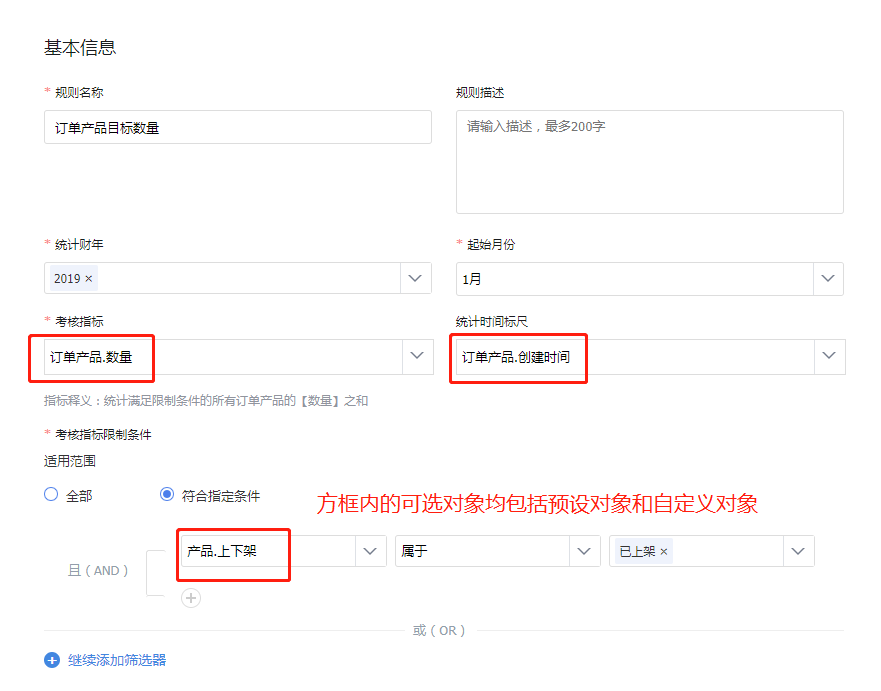 基本信息
* 规则名称
规则描述
订单产品目标数量
请输入描述，最多200字
* 统计财年
* 起始月份
2019 ×
1月
* 考核指标
统计时间标尺
订单产品.数量
订单产品.创建时间
指标释义：统计满足限制条件的所有订单产品的【数量】之和
* 考核指标限制条件
适用范围
全部
符合指定条件
方框内的可选对象均包括预设对象和自定义对象
产品.上下架
属于
已上架 ×
且（AND）
或（OR）
继续添加筛选器